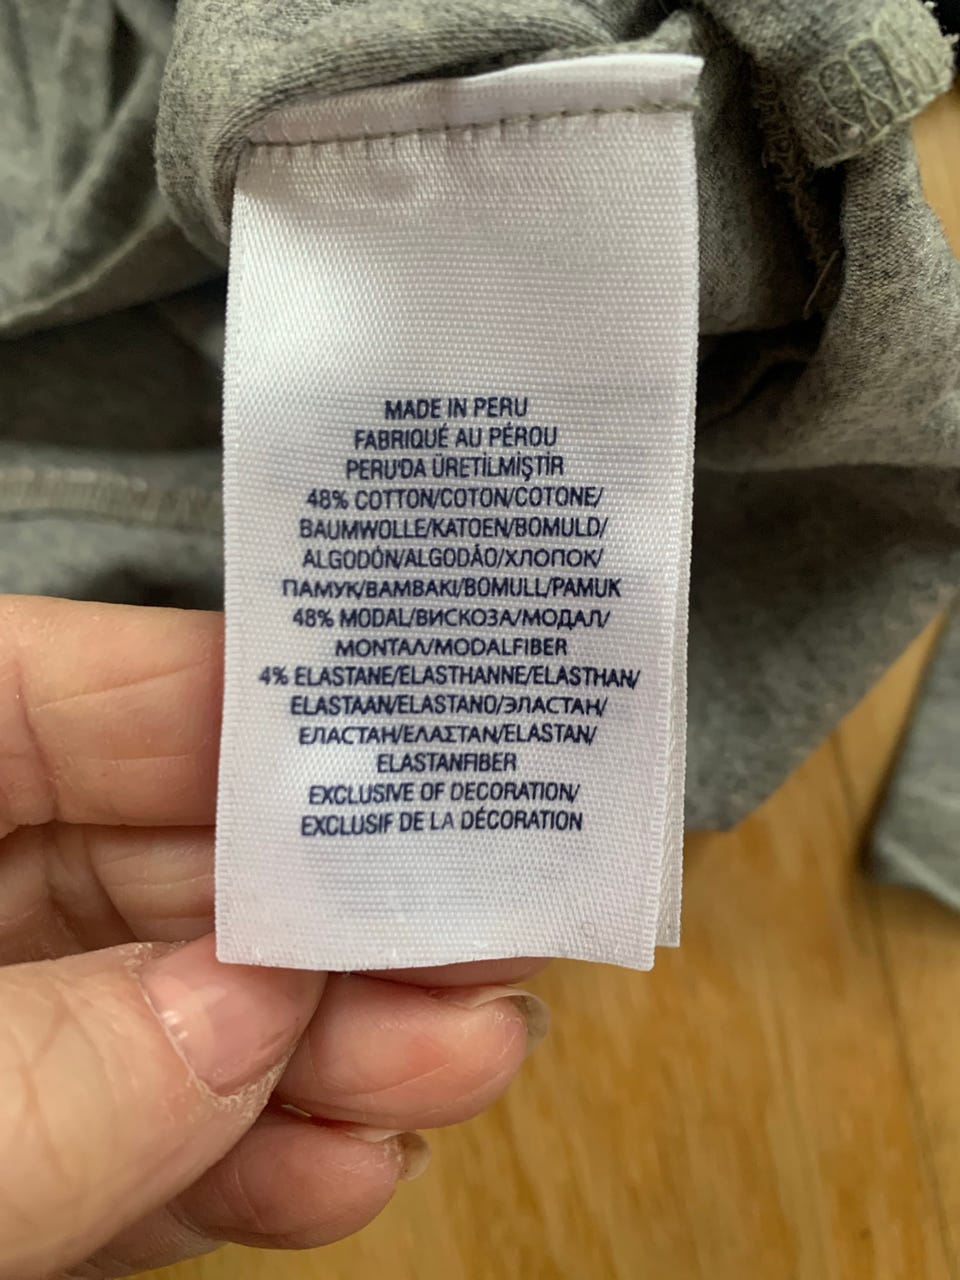 MADE IN PERU
FABRIQUÉ AU PÉROU
PERU'DA ÜRETİLMİŞTİR
48% COTTON/COTON/COTONE/
BAUMWOLLE/KATOEN/BOMULD/
ALGODÓN/ALGODÃO/ХЛОПОК/
ПАМУК/ΒΑΜΒΑΚΙ/BOMULL/PAMUK
48% MODAL/ВИСКОЗА/МОДАЛ/
ΜΟΝΤΑΛ/MODALFIBER
4% ELASTANE/ELASTHANNE/ELASTHAN/
ELASTAAN/ELASTANO/ЭЛАСТАН/
ЕЛАСТАН/ΕΛΑΣΤΑΝ/ELASTAN/
ELASTANFIBER
EXCLUSIVE OF DECORATION/
EXCLUSIF DE LA DÉCORATION